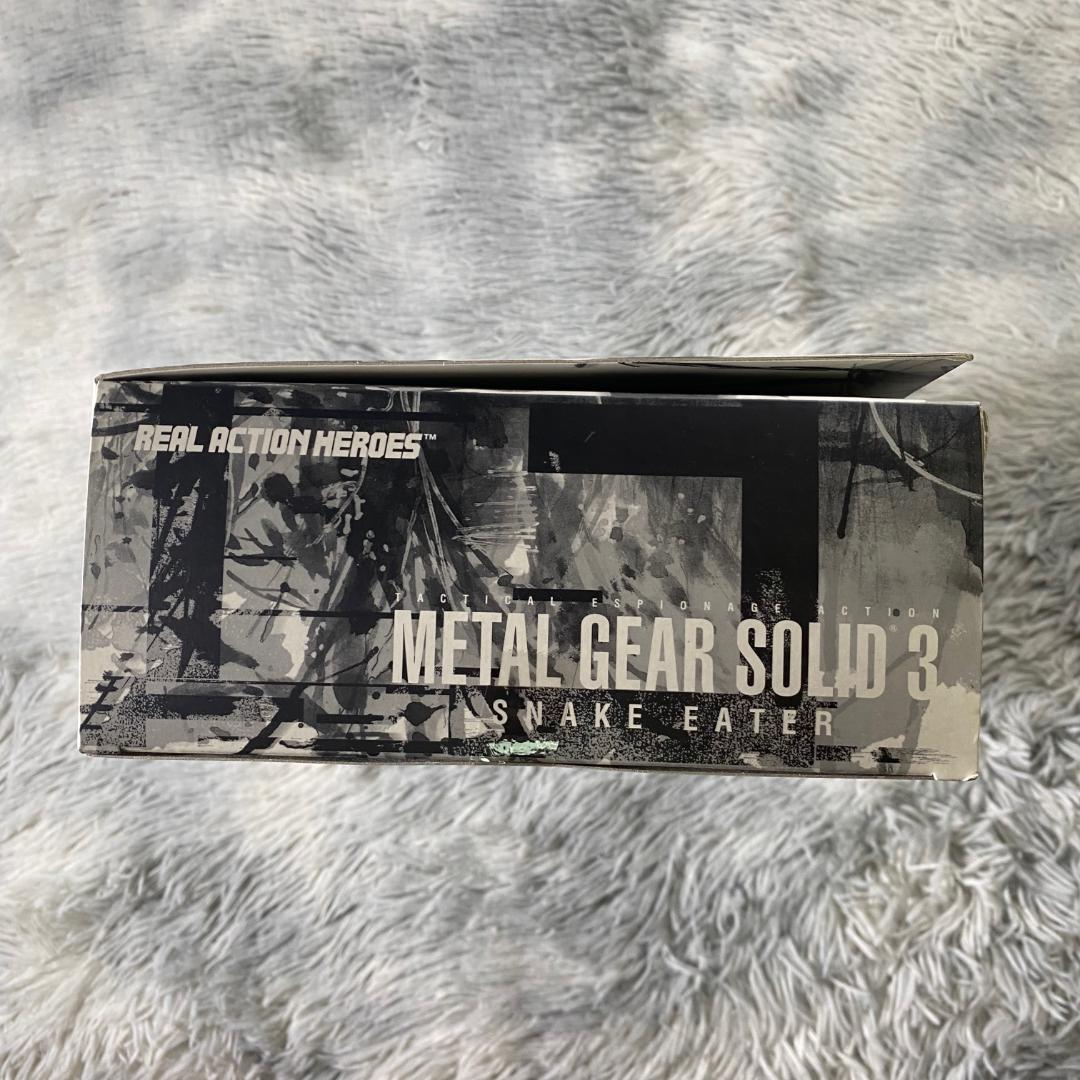 REAL ACTION HEROES™
TACTICAL ESPIONAGE ACTION
METAL GEAR SOLID® 3
SNAKE EATER